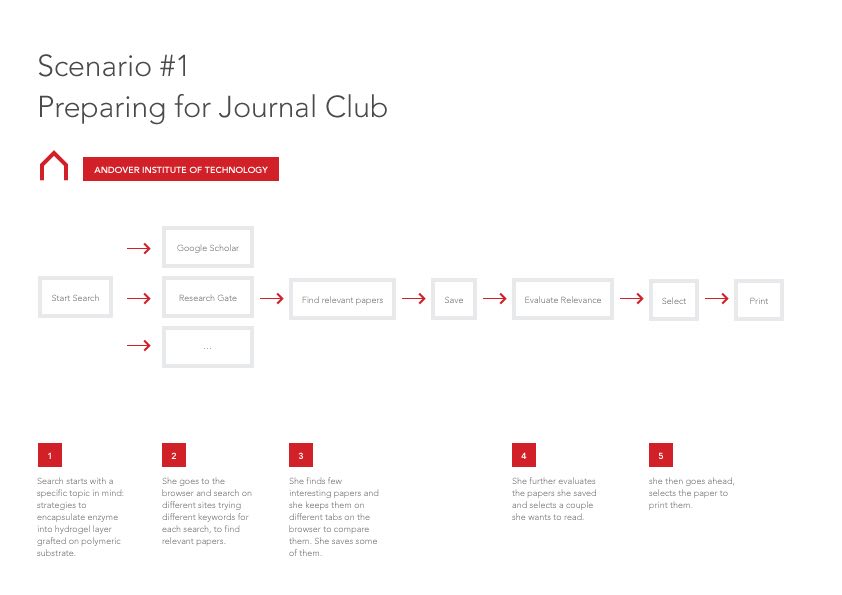 Scenario #1
Preparing for Journal Club
ANDOVER INSTITUTE OF TECHNOLOGY
Start Search
Google Scholar
Research Gate
...
Find relevant papers
Save
Evaluate Relevance
Select
Print
1
Search starts with a
specific topic in mind:
strategies to
encapsulate enzyme
into hydrogel layer
grafted on polymeric
substrate.
2
She goes to the
browser and search on
different sites trying
different keywords for
each search, to find
relevant papers.
3
She finds few
interesting papers and
she keeps them on
different tabs on the
browser to compare
them. She saves some
of them.
4
She further evaluates
the papers she saved
and selects a couple
she wants to read.
5
she then goes ahead,
selects the paper to
print them.